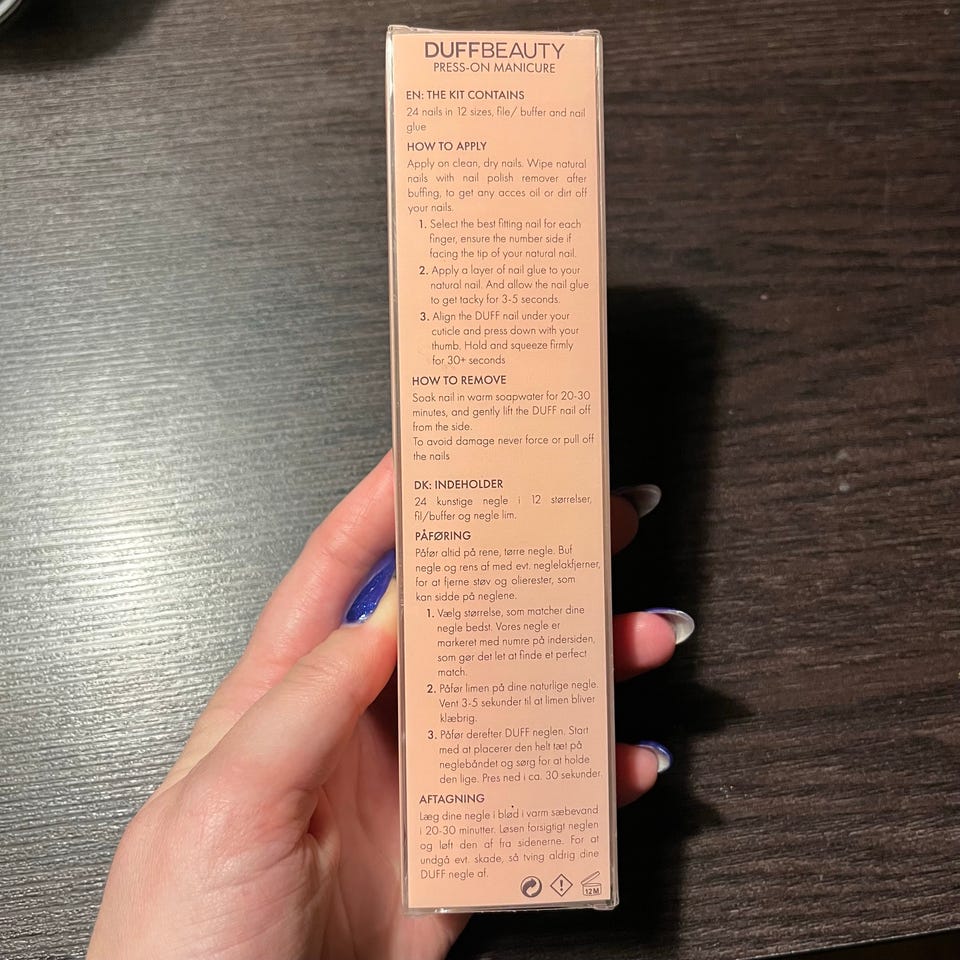 DUFFBEAUTY
PRESS-ON MANICURE
EN: THE KIT CONTAINS
24 nails in 12 sizes, file/ buffer and nail
glue
HOW TO APPLY
Apply on clean, dry nails. Wipe natural
nails with nail polish remover after
buffing, to get any acces oil or dirt off
your nails.
1. Select the best fitting nail for each
finger, ensure the number side if
facing the tip of your natural nail.
2. Apply a layer of nail glue to your
natural nail. And allow the nail glue
to get tacky for 3-5 seconds.
3. Align the DUFF nail under your
cuticle and press down with your
thumb. Hold and squeeze firmly
for 30+ seconds
HOW TO REMOVE
Soak nail in warm soapwater for 20-30
minutes, and gently lift the DUFF nail off
from the side.
To avoid damage never force or pull off
the nails
DK: INDEHOLDER
24 kunstige negle i 12 størrelser,
fil/buffer og negle lim.
PÅFØRING
Påfør altid på rene, tørre negle. Buf
negle og rens af med evt. neglelakfjerner,
for at fjerne støv og olierester, som
kan sidde på neglene.
1. Vælg størrelse, som matcher dine
negle bedst. Vores negle er
markeret med numre på indersiden,
som gør det let at finde et perfect
match.
2. Påfør limen på dine naturlige negle.
Vent 3-5 sekunder til at limen bliver
klæbrig.
3. Påfør derefter DUFF neglen. Start
med at placerer den helt tæt på
neglebåndet og sørg for at holde
den lige. Pres ned i ca. 30 sekunder.
AFTAGNING
Læg dine negle i blød i varm sæbevand
i 20-30 minutter. Løsen forsigtigt neglen
og løft den af fra sidenerne. For at
undgå evt. skade, så tving aldrig dine
DUFF negle af.
12M